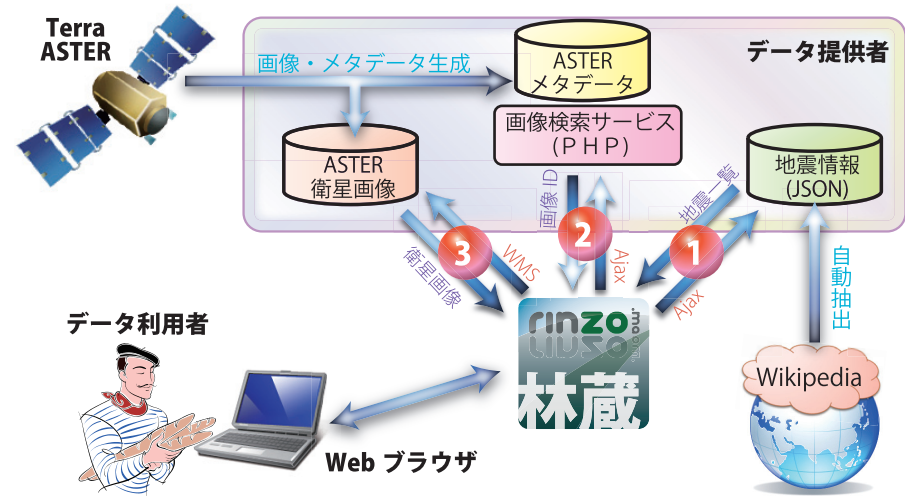 Terra
ASTER
データ提供者
画像・メタデータ生成
ASTER
メタデータ
画像検索サービス
(PHP)
ASTER
衛星画像
地震情報
(JSON)
画像 ID
地震一覧
3
2
1
衛星画像
WMS
Ajax
Ajax
自動抽出
rinzo
林蔵
データ利用者
Wikipedia
Web ブラウザ